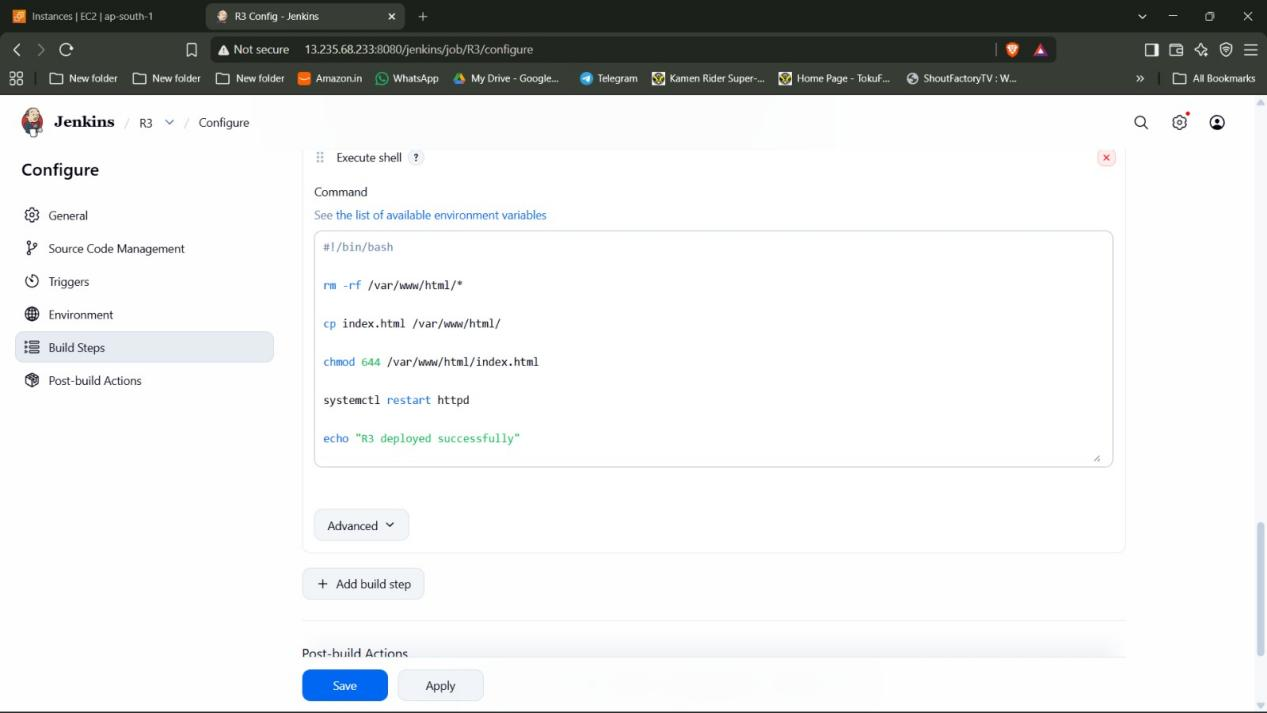 Instances | EC2 | ap-south-1
R3 Config - Jenkins
Not secure 13.235.68.233:8080/jenkins/job/R3/configure
New folder New folder New folder Amazon.in WhatsApp My Drive - Google... Telegram Kamen Rider Super-... Home Page - TokuF... ShoutFactoryTV : W... » All Bookmarks
Jenkins / R3 / Configure
Configure
General
Source Code Management
Triggers
Environment
Build Steps
Post-build Actions
Execute shell ?
Command
See the list of available environment variables
#!/bin/bash
rm -rf /var/www/html/*
cp index.html /var/www/html/
chmod 644 /var/www/html/index.html
systemctl restart httpd
echo "R3 deployed successfully"
Advanced
+ Add build step
Post-build Actions
Save Apply